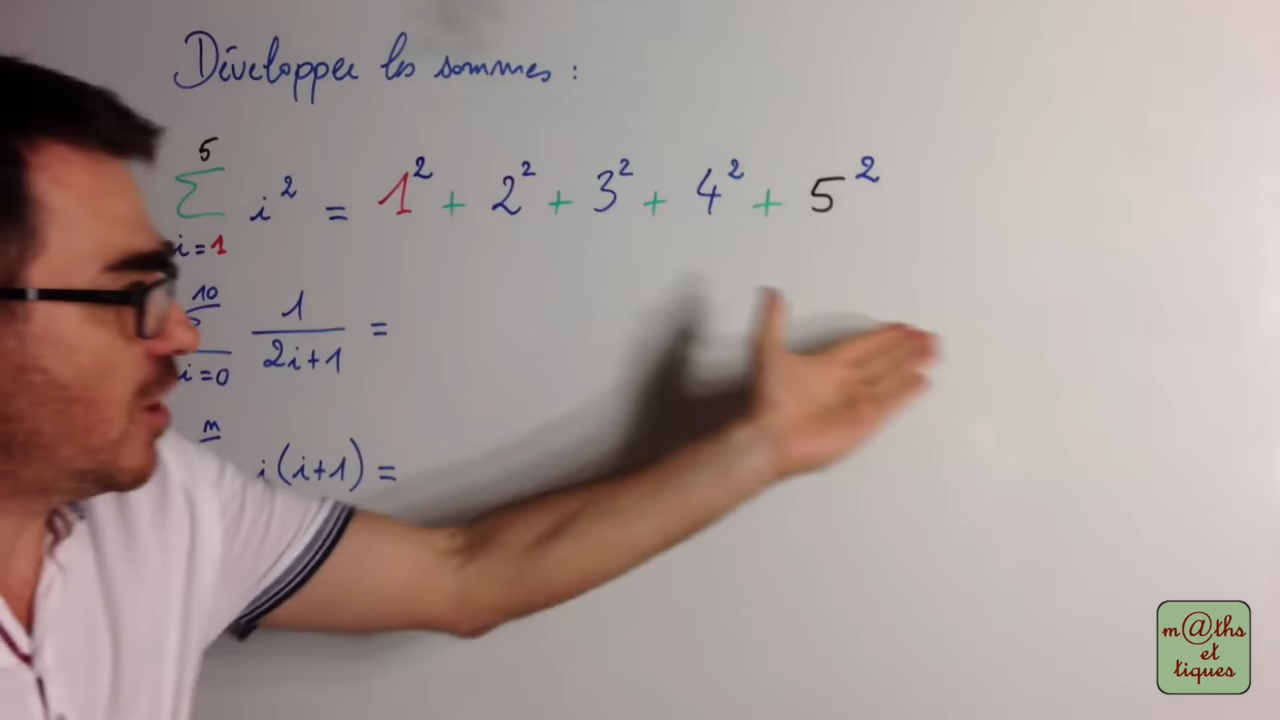 Développer les sommes :
5
∑ i² = 1² + 2² + 3² + 4² + 5²
i=1
10
1
2i+1 =
i=0
n
i(i+1) =
m@ths
et
tiques